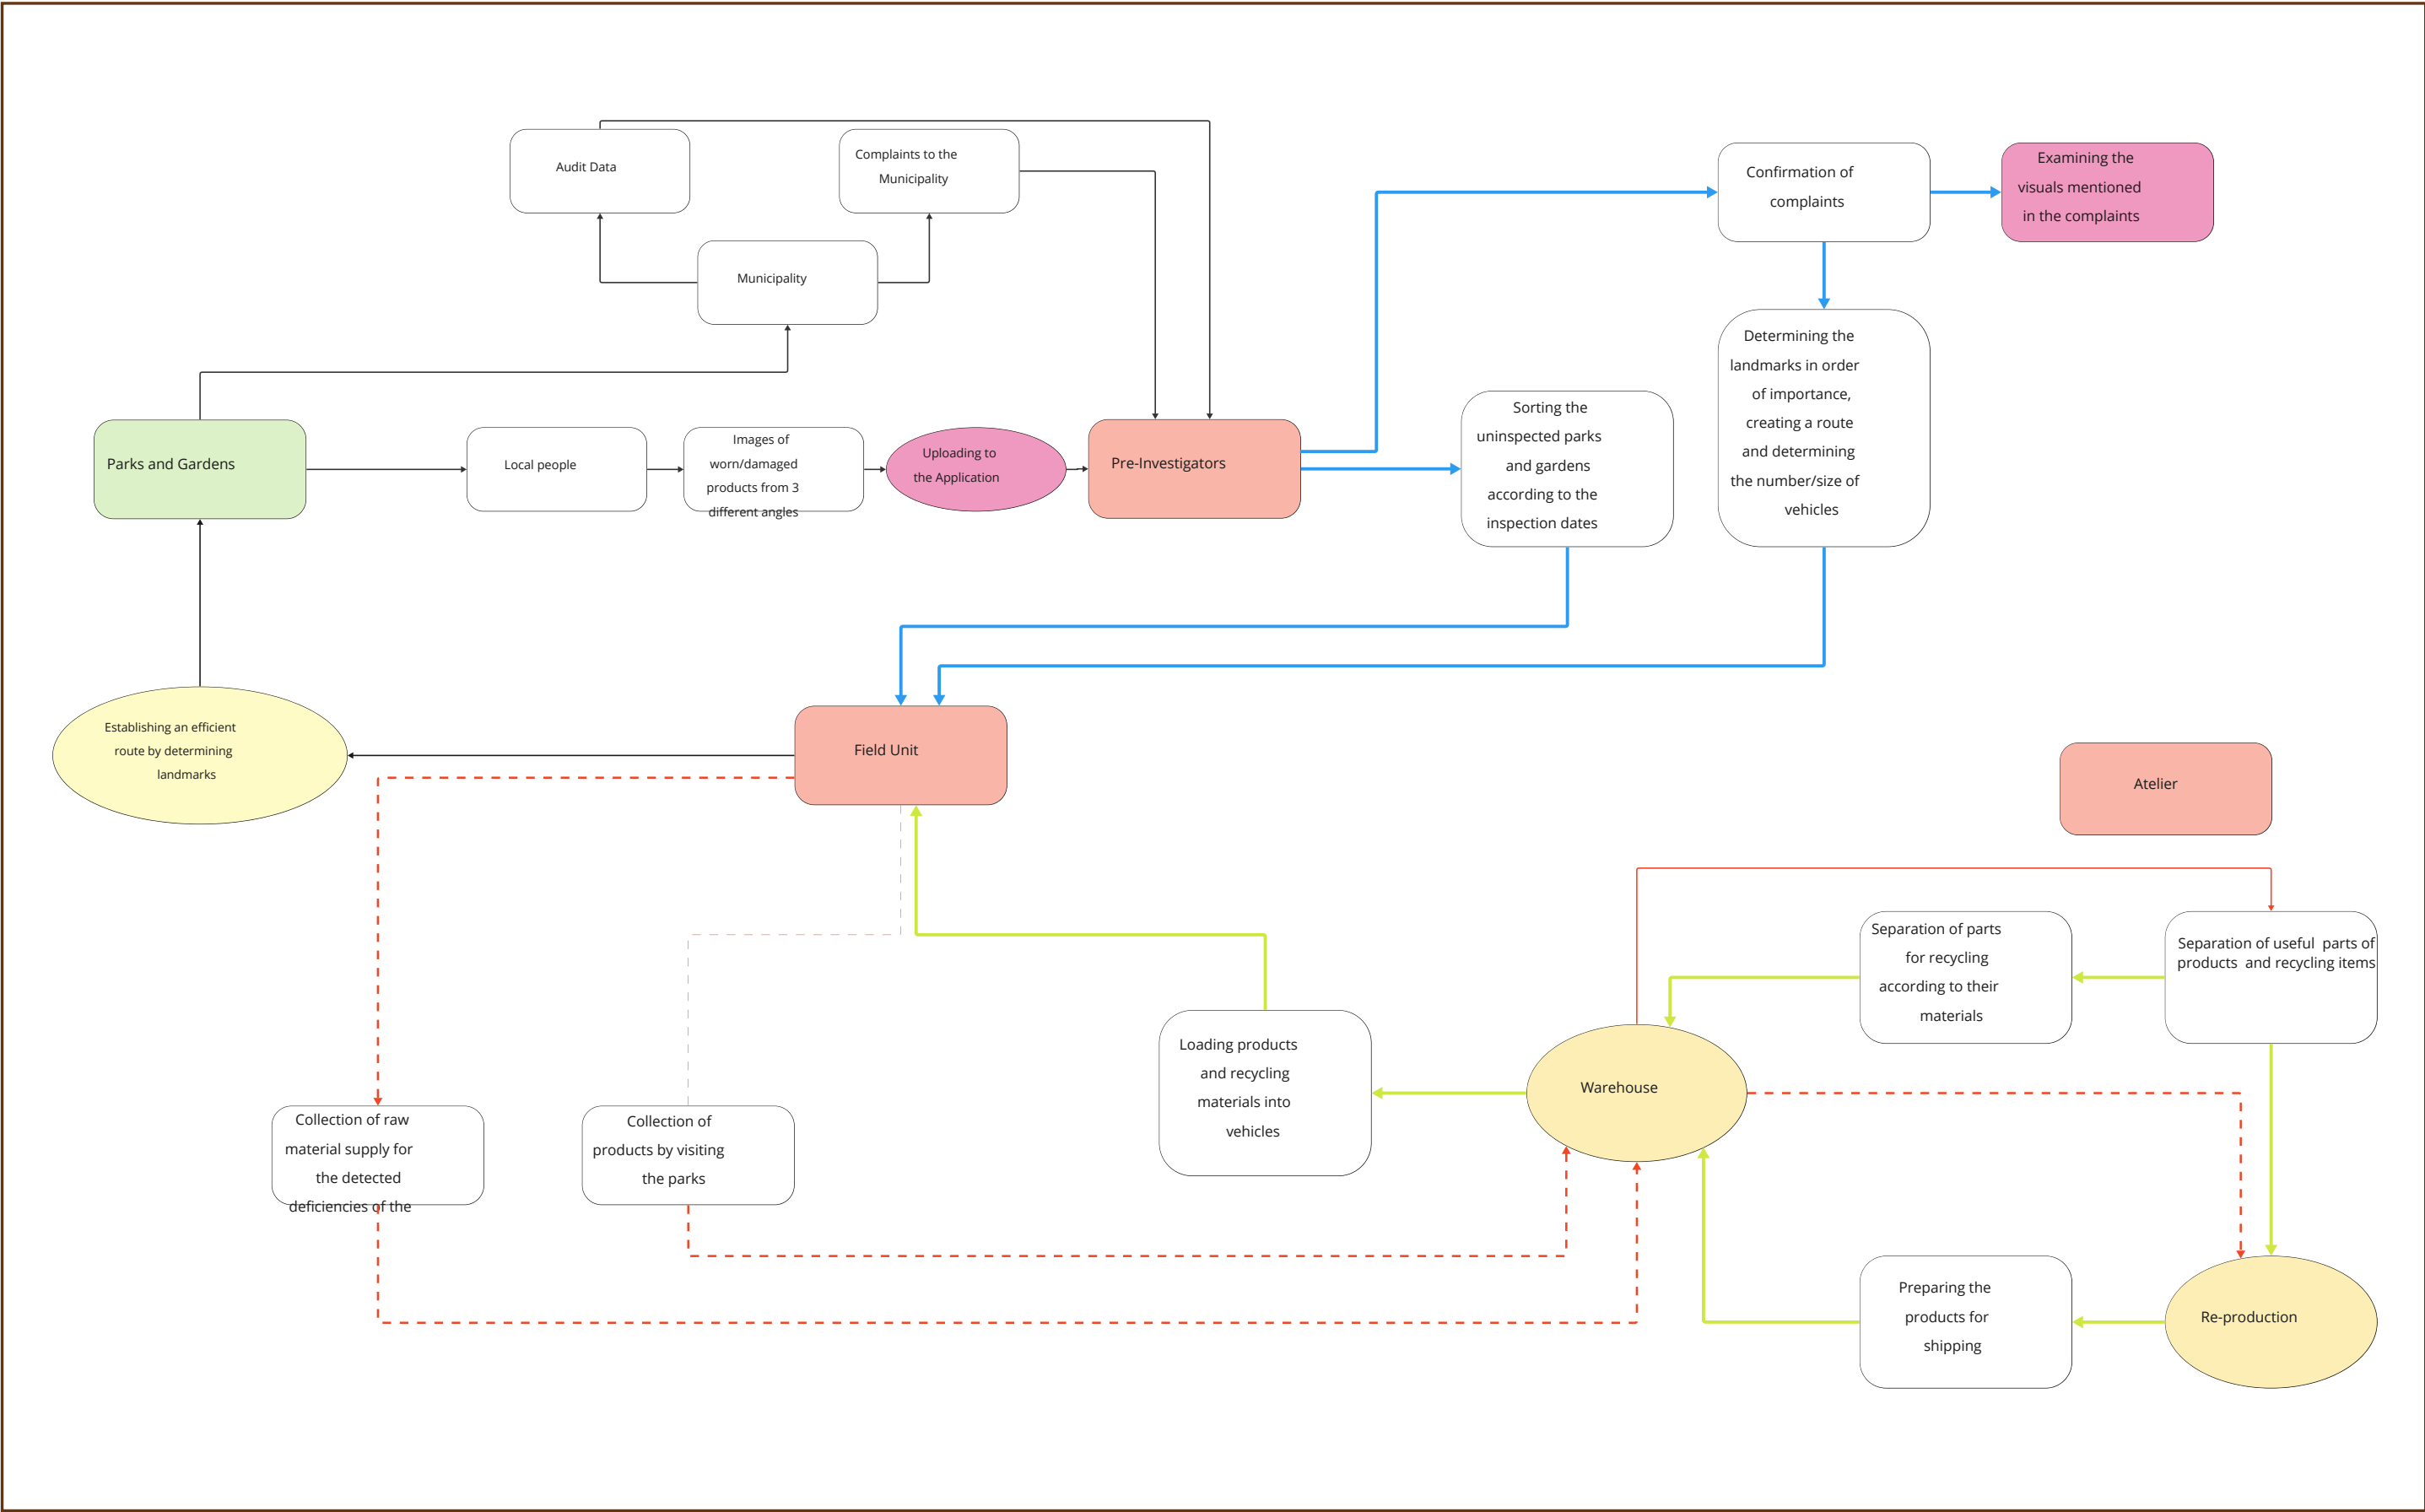 Audit Data
Complaints to the
Municipality
Municipality
Confirmation of
complaints
Examining the
visuals mentioned
in the complaints
Parks and Gardens
Local people
Images of
worn/damaged
products from 3
different angles
Uploading to
the Application
Pre-Investigators
Sorting the
uninspected parks
and gardens
according to the
inspection dates
Determining the
landmarks in order
of importance,
creating a route
and determining
the number/size of
vehicles
Establishing an efficient
route by determining
landmarks
Field Unit
Atelier
Separation of parts
for recycling
according to their
materials
Separation of useful  parts of
products  and recycling items
Loading products
and recycling
materials into
vehicles
Warehouse
Collection of raw
material supply for
the detected
deficiencies of the
Collection of
products by visiting
the parks
Preparing the
products for
shipping
Re-production